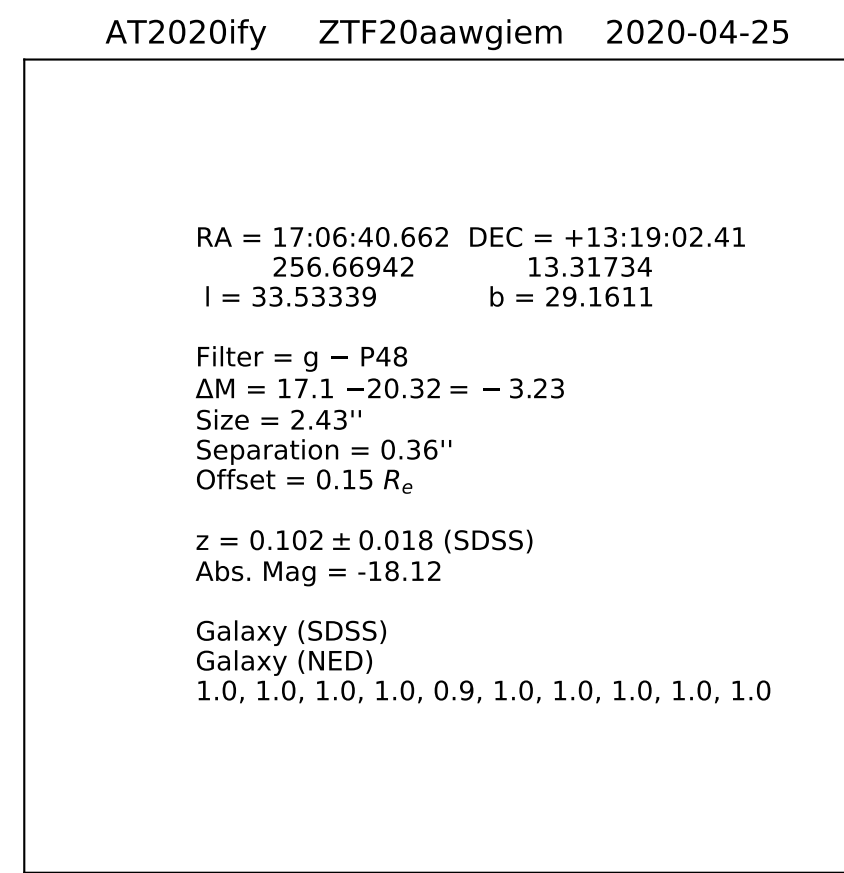 AT2020ify ZTF20aawgiem 2020-04-25
RA = 17:06:40.662 DEC = +13:19:02.41
256.66942 13.31734
l = 33.53339 b = 29.1611
Filter = g − P48
ΔM = 17.1 −20.32 = − 3.23
Size = 2.43''
Separation = 0.36''
Offset = 0.15 Rₑ
z = 0.102 ± 0.018 (SDSS)
Abs. Mag = -18.12
Galaxy (SDSS)
Galaxy (NED)
1.0, 1.0, 1.0, 1.0, 0.9, 1.0, 1.0, 1.0, 1.0, 1.0